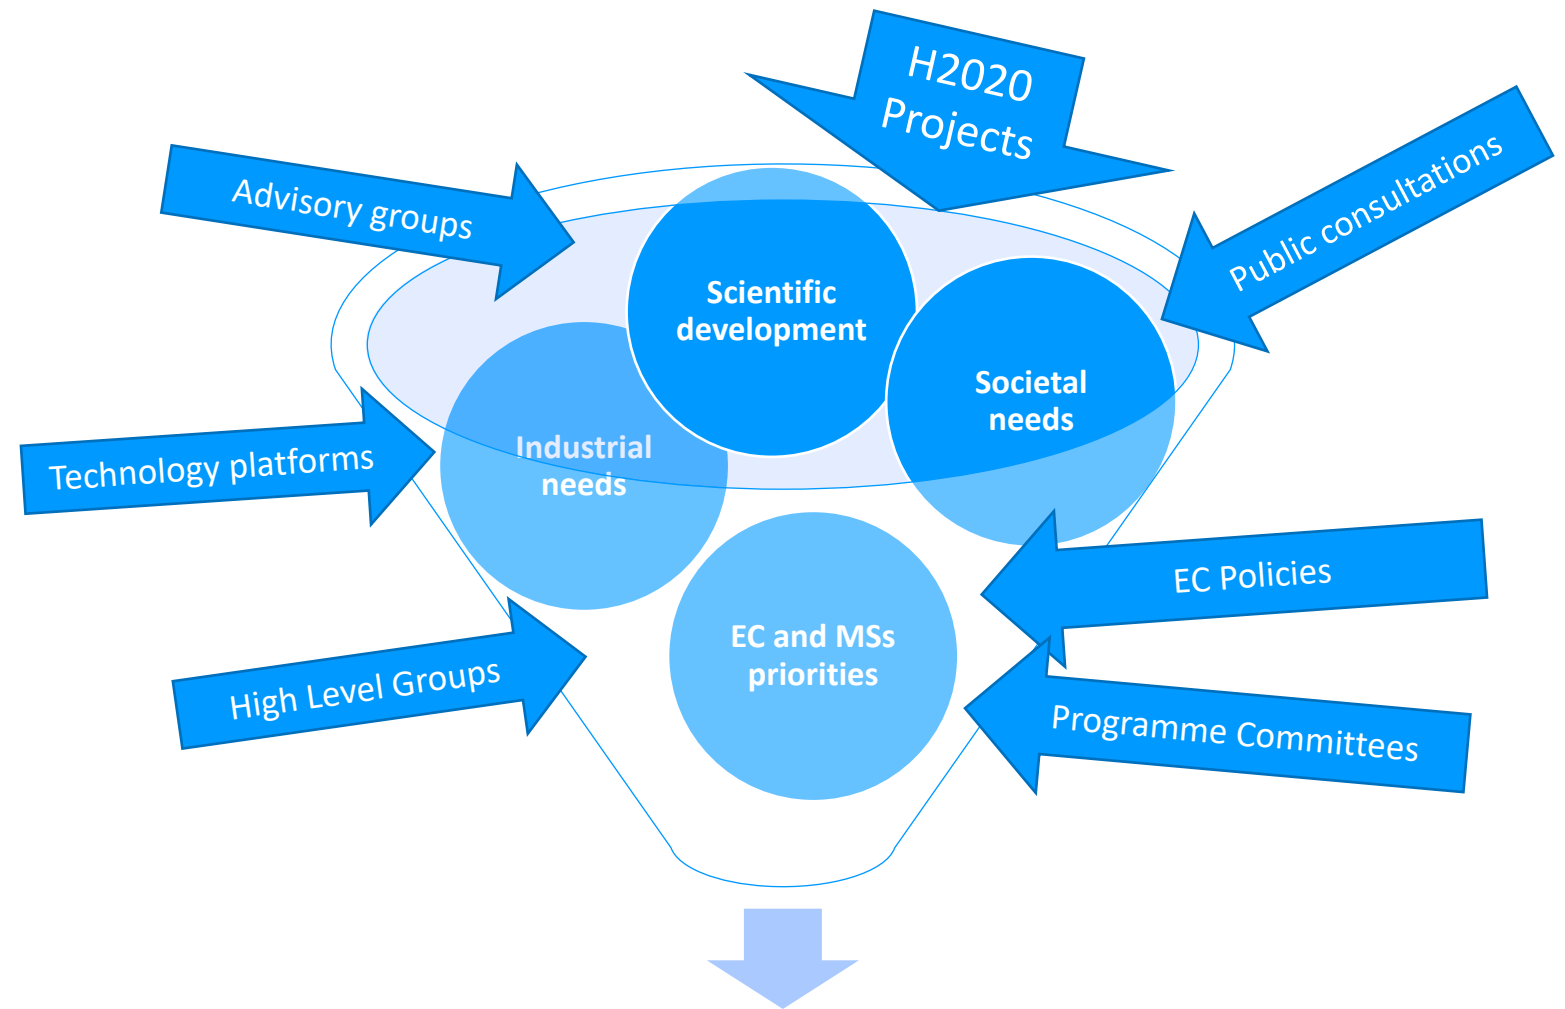 H2020
Projects
Advisory groups
Public consultations
Scientific
development
Societal
needs
Industrial
needs
Technology platforms
EC Policies
EC and MSs
priorities
High Level Groups
Programme Committees